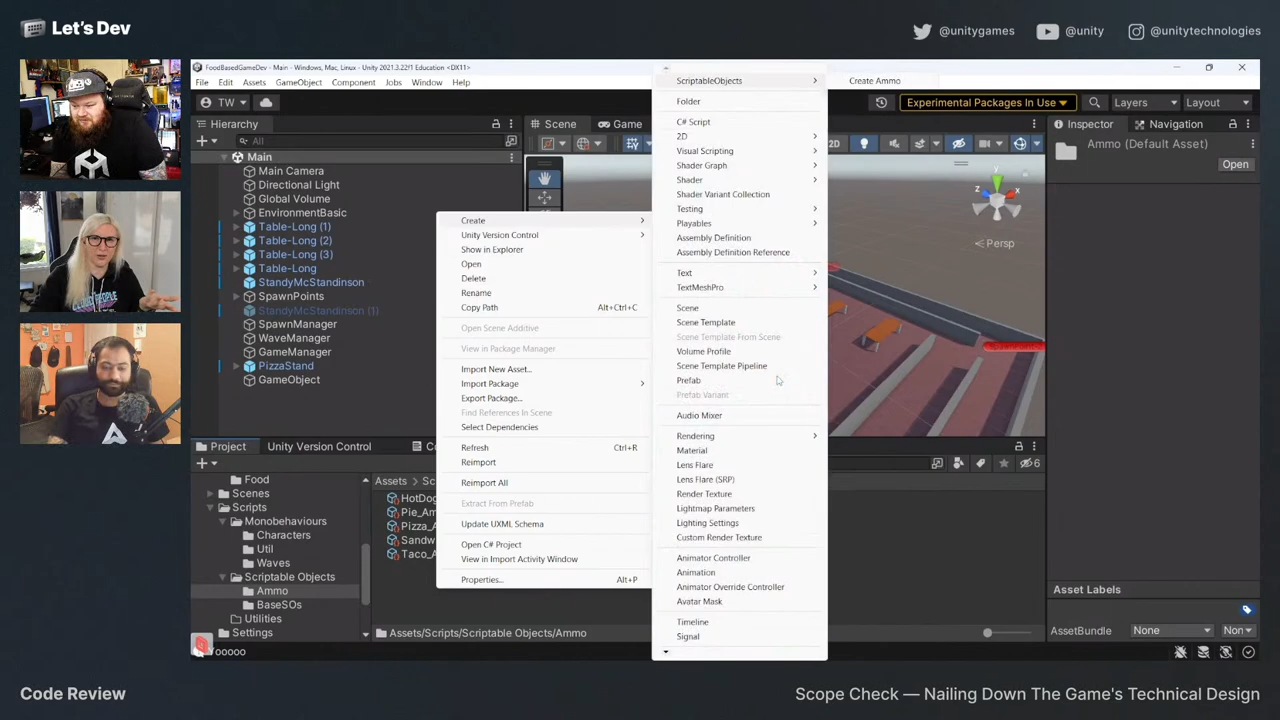 Let's Dev
@unitygames
@unity
@unitytechnologies
FoodBasedGameDev - Main - Windows, Mac, Linux - Unity 2021.3.22f1 Education <DX11>
File Edit Assets GameObject Component Jobs Window Help
TW
Experimental Packages In Use
Layers
Layout
Hierarchy
All
Main
Main Camera
Directional Light
Global Volume
EnvironmentBasic
Table-Long (1)
Table-Long (2)
Table-Long (3)
Table-Long
StandyMcStandinson
SpawnPoints
StandyMcStandinson (1)
SpawnManager
WaveManager
GameManager
PizzaStand
GameObject
Scene
Game
2D
Persp
Create
Unity Version Control
Show in Explorer
Open
Delete
Rename
Copy Path Alt+Ctrl+C
Open Scene Additive
View in Package Manager
Import New Asset...
Import Package
Export Package...
Find References In Scene
Select Dependencies
Refresh Ctrl+R
Reimport
Reimport All
Extract From Prefab
Update UXML Schema
Open C# Project
View in Import Activity Window
Properties... Alt+P
ScriptableObjects
Create Ammo
Folder
C# Script
2D
Visual Scripting
Shader Graph
Shader
Shader Variant Collection
Testing
Playables
Assembly Definition
Assembly Definition Reference
Text
TextMeshPro
Scene
Scene Template
Scene Template From Scene
Volume Profile
Scene Template Pipeline
Prefab
Prefab Variant
Audio Mixer
Rendering
Material
Lens Flare
Lens Flare (SRP)
Render Texture
Lightmap Parameters
Lighting Settings
Custom Render Texture
Animator Controller
Animation
Animator Override Controller
Avatar Mask
Timeline
Signal
Inspector
Navigation
Ammo (Default Asset)
Open
Asset Labels
AssetBundle None Non
Project
Unity Version Control
6
Food
Scenes
Scripts
Monobehaviours
Characters
Util
Waves
Scriptable Objects
Ammo
BaseSOs
Utilities
Settings
Assets
HotDog
Pie_Am
Pizza_A
Sandw
Taco_A
Assets/Scripts/Scriptable Objects/Ammo
Yooooo
Code Review
Scope Check — Nailing Down The Game's Technical Design